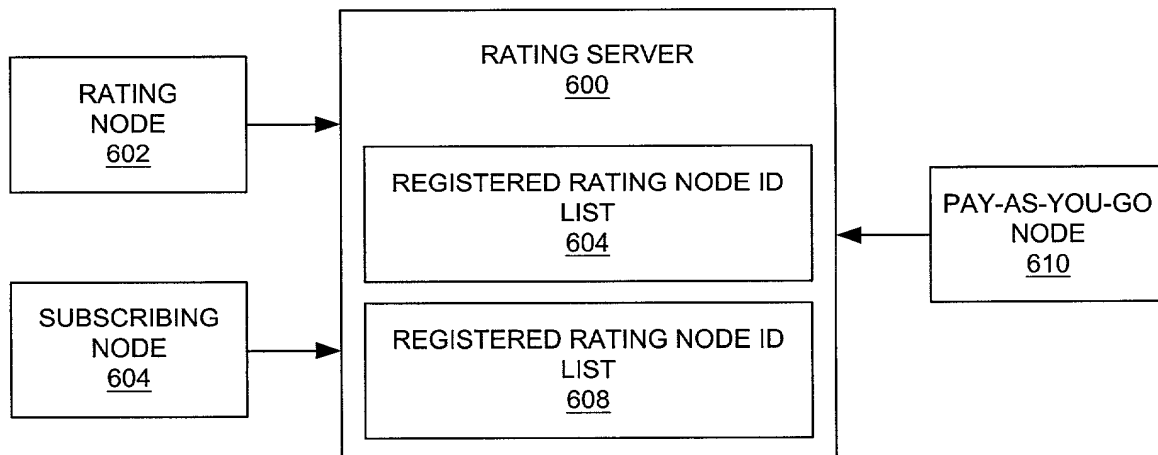 RATING
NODE
602
SUBSCRIBING
NODE
604
RATING SERVER
600
REGISTERED RATING NODE ID
LIST
604
REGISTERED RATING NODE ID
LIST
608
PAY-AS-YOU-GO
NODE
610